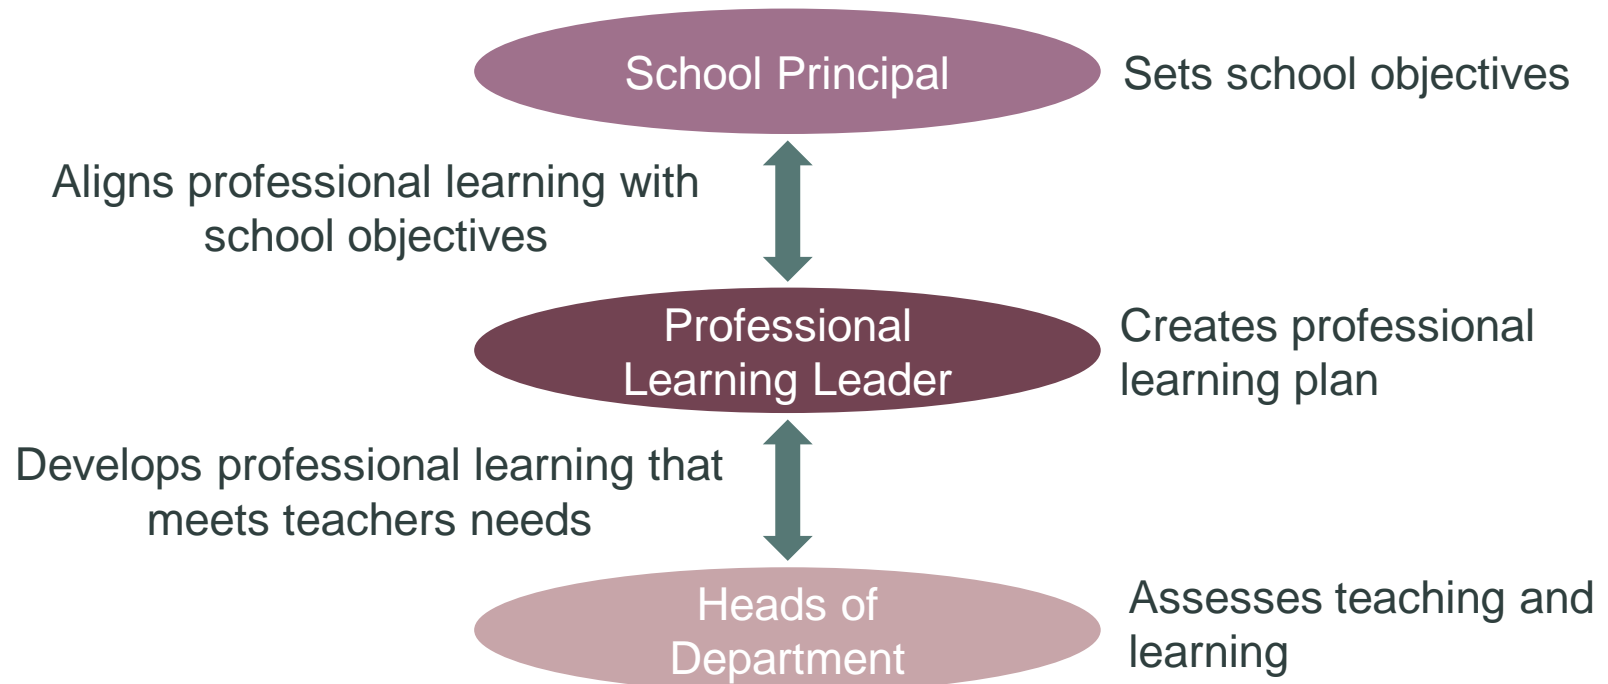 School Principal
Sets school objectives
Aligns professional learning with
school objectives
Professional
Learning Leader
Creates professional
learning plan
Develops professional learning that
meets teachers needs
Heads of
Department
Assesses teaching and
learning